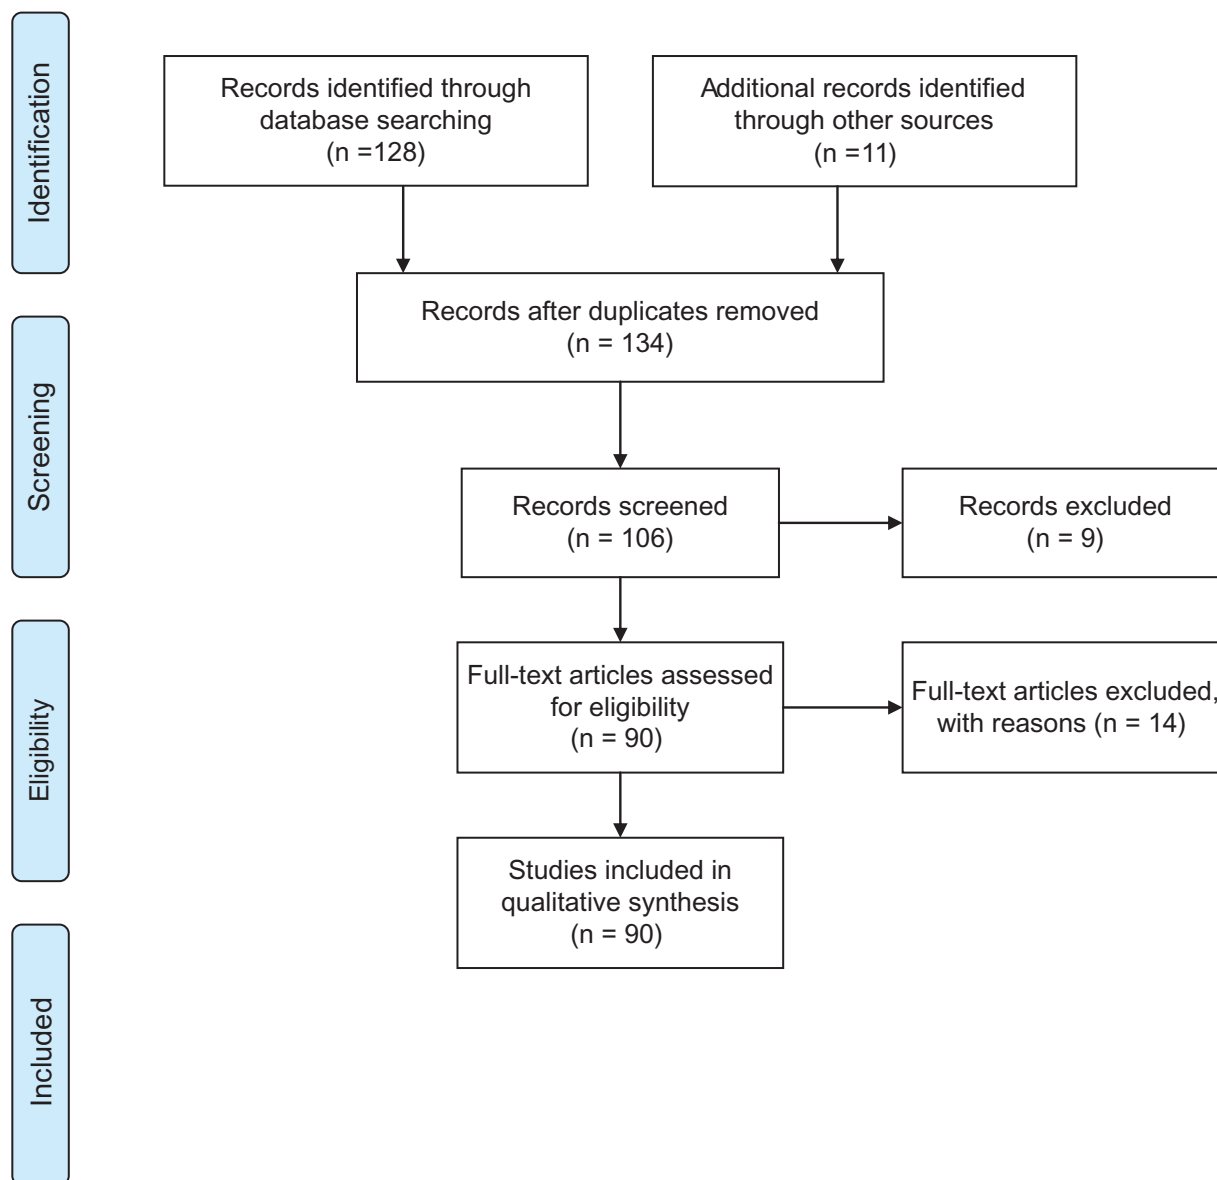 Identification
Records identified through
database searching
(n =128)
Additional records identified
through other sources
(n =11)
Records after duplicates removed
(n = 134)
Screening
Records screened
(n = 106)
Records excluded
(n = 9)
Eligibility
Full-text articles assessed
for eligibility
(n = 90)
Full-text articles excluded,
with reasons (n = 14)
Studies included in
qualitative synthesis
(n = 90)
Included